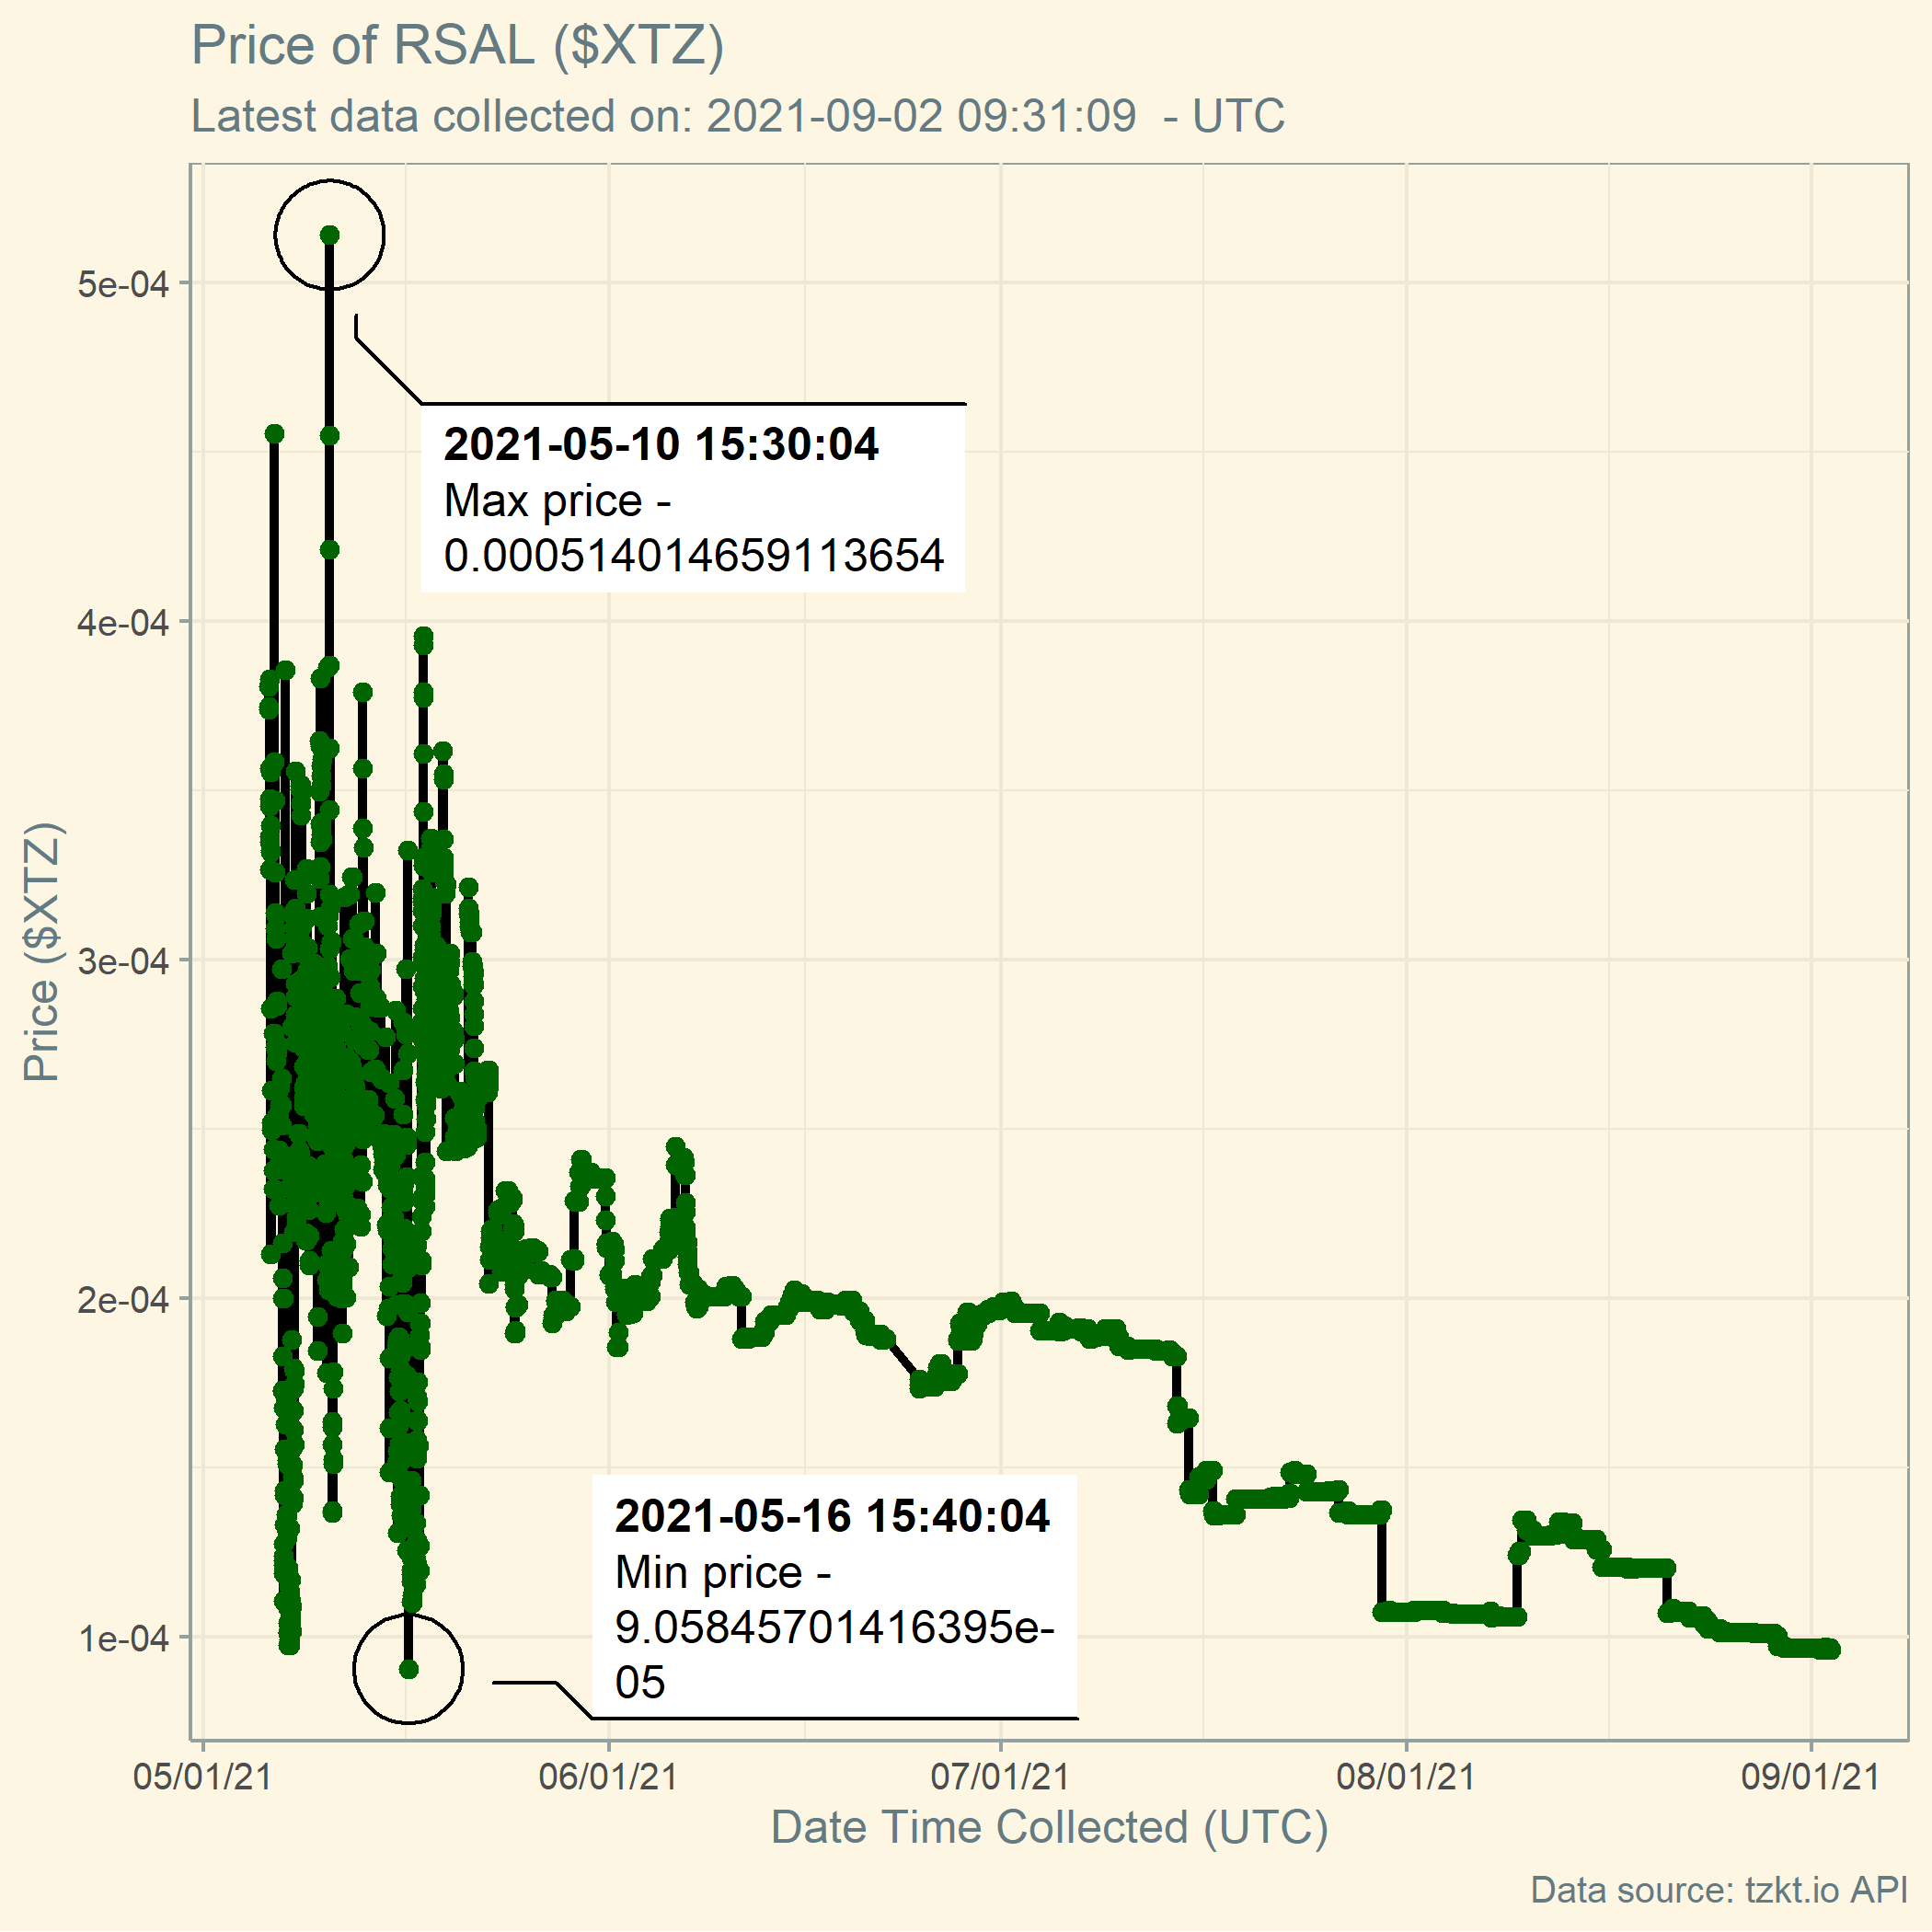 Price of RSAL ($XTZ)
Latest data collected on: 2021-09-02 09:31:09  - UTC
5e-04
4e-04
3e-04
2e-04
1e-04
Price ($XTZ)
2021-05-10 15:30:04
Max price -
0.000514014659113654
2021-05-16 15:40:04
Min price -
9.05845701416395e-
05
05/01/21
06/01/21
07/01/21
08/01/21
09/01/21
Date Time Collected (UTC)
Data source: tzkt.io API